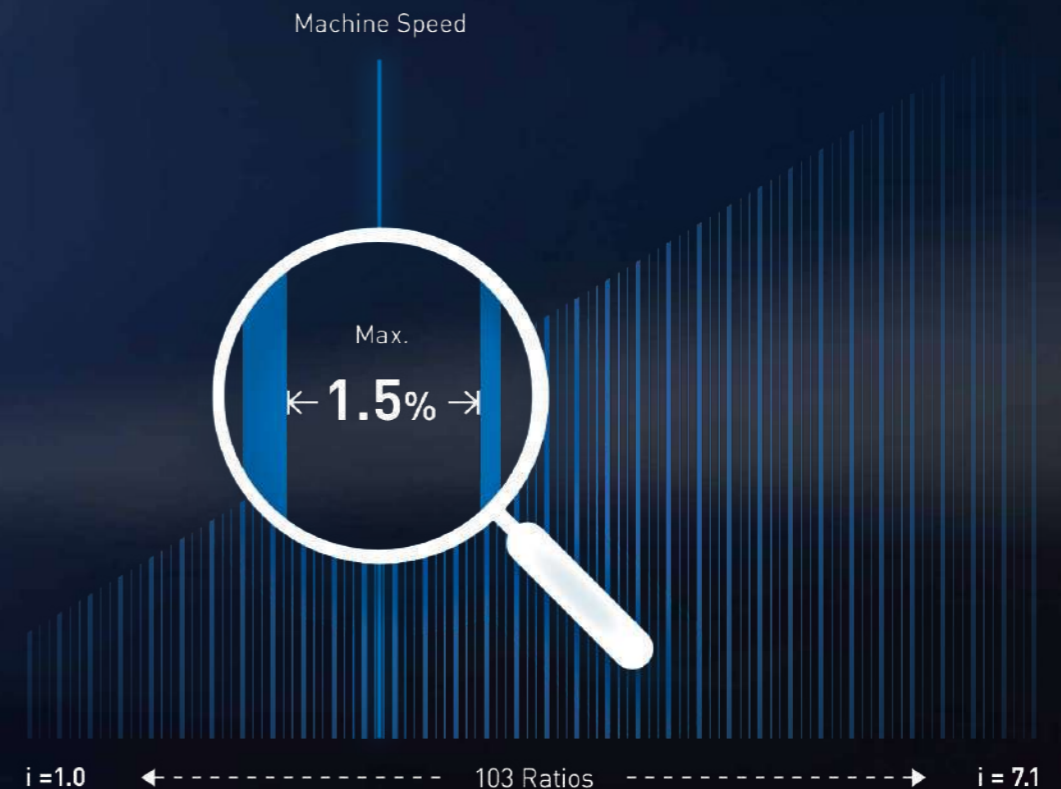 Machine Speed
Max.
1.5%
i =1.0 103 Ratios i = 7.1